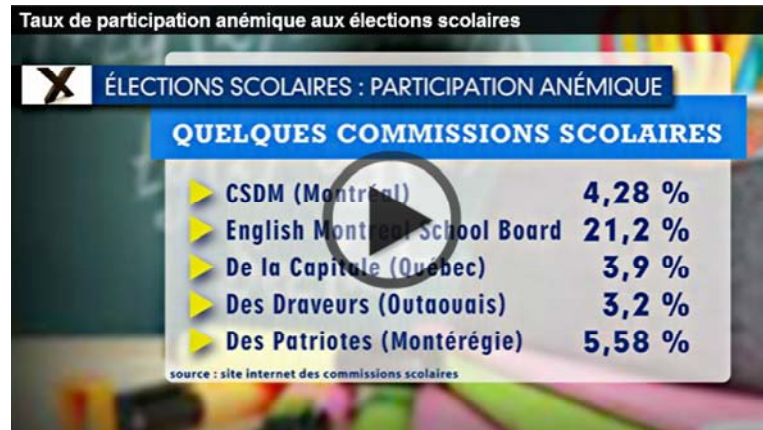 Taux de participation anémique aux élections scolaires
X ÉLECTIONS SCOLAIRES : PARTICIPATION ANÉMIQUE
QUELQUES COMMISSIONS SCOLAIRES
CSDM (Montréal) 4,28 %
English Montreal School Board 21,2 %
De la Capitale (Québec) 3,9 %
Des Draveurs (Outaouais) 3,2 %
Des Patriotes (Montérégie) 5,58 %
source : site internet des commissions scolaires